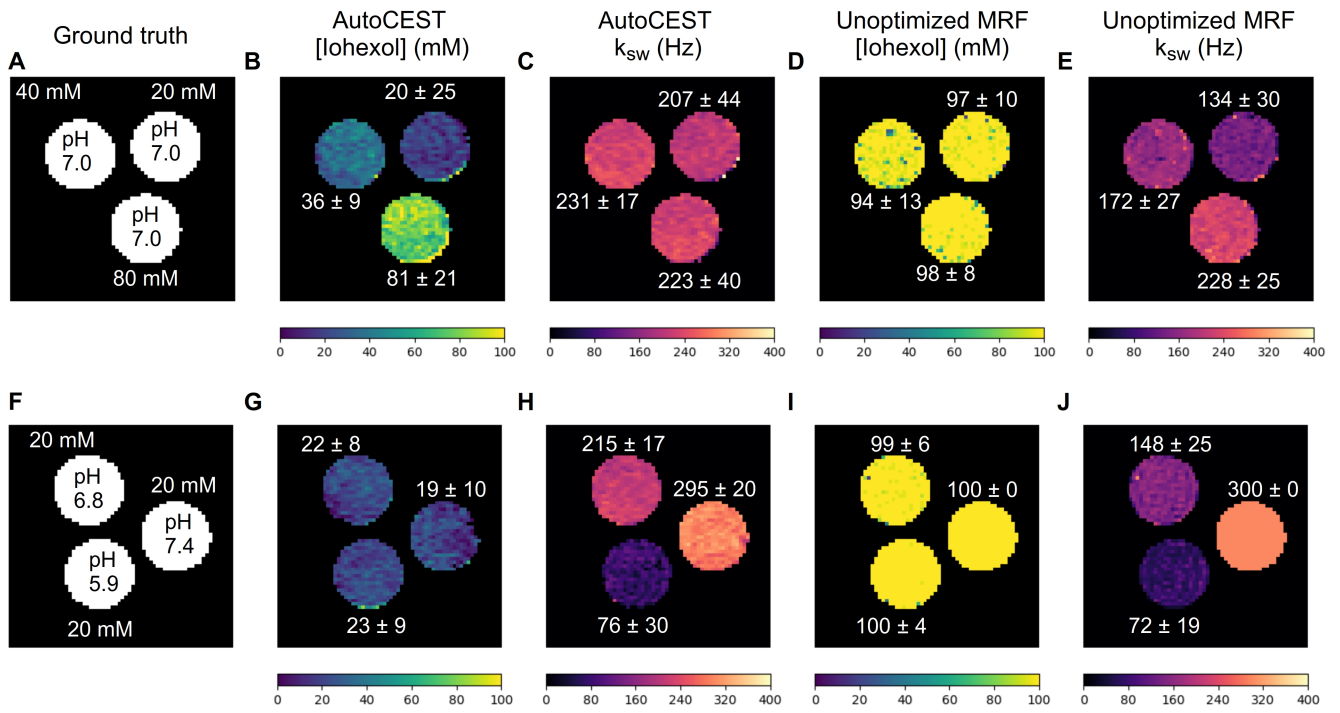 Ground truth
AutoCEST
[Iohexol] (mM)
AutoCEST
k_sw (Hz)
Unoptimized MRF
[Iohexol] (mM)
Unoptimized MRF
k_sw (Hz)
A
B
C
D
E
40 mM
20 mM
pH
7.0
pH
7.0
pH
7.0
80 mM
20 ± 25
36 ± 9
81 ± 21
207 ± 44
231 ± 17
223 ± 40
97 ± 10
94 ± 13
98 ± 8
134 ± 30
172 ± 27
228 ± 25
0 20 40 60 80 100
0 80 160 240 320 400
0 20 40 60 80 100
0 80 160 240 320 400
F
G
H
I
J
20 mM
pH
6.8
20 mM
pH
7.4
pH
5.9
20 mM
22 ± 8
19 ± 10
23 ± 9
215 ± 17
295 ± 20
76 ± 30
99 ± 6
100 ± 0
100 ± 4
148 ± 25
300 ± 0
72 ± 19
0 20 40 60 80 100
0 80 160 240 320 400
0 20 40 60 80 100
0 80 160 240 320 400